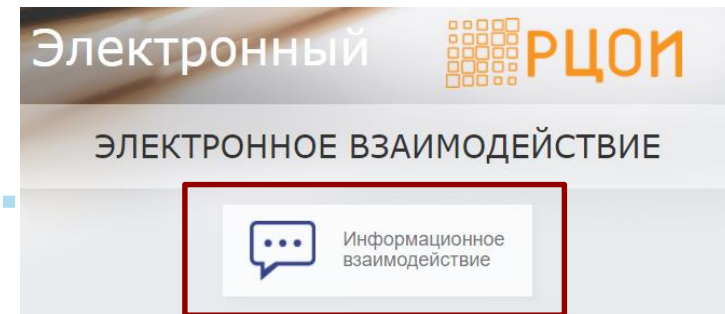 Электронный РЦОИ
ЭЛЕКТРОННОЕ ВЗАИМОДЕЙСТВИЕ
Информационное
взаимодействие